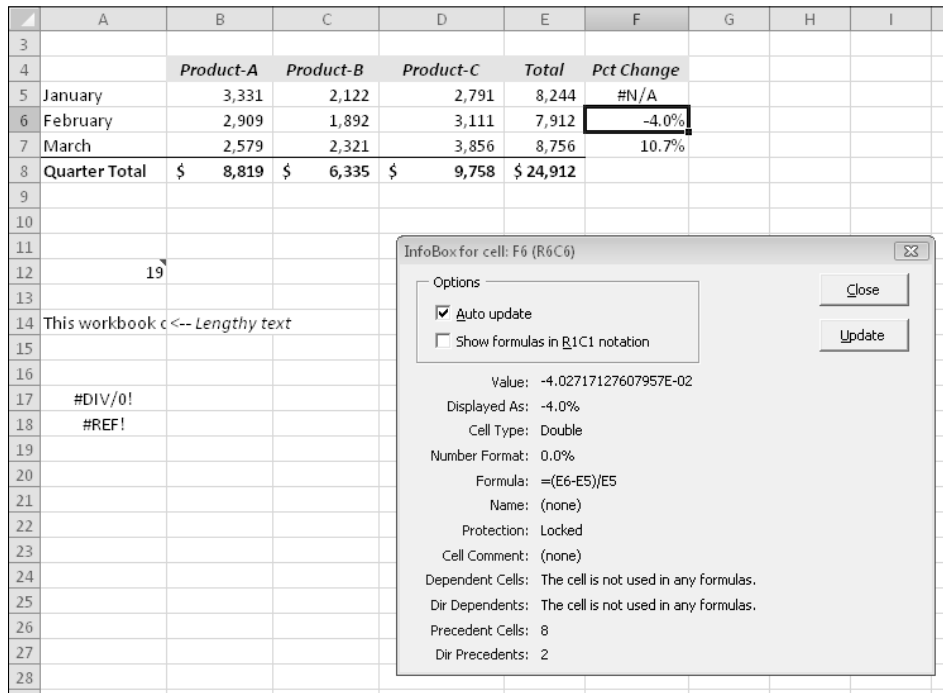 A B C D E F G H I
3
4 Product-A Product-B Product-C Total Pct Change
5 January 3,331 2,122 2,791 8,244 #N/A
6 February 2,909 1,892 3,111 7,912 -4.0%
7 March 2,579 2,321 3,856 8,756 10.7%
8 Quarter Total $ 8,819 $ 6,335 $ 9,758 $ 24,912
9
10
11
12 19
13
14 This workbook c <-- Lengthy text
15
16
17 #DIV/0!
18 #REF!
19
20
21
22
23
24
25
26
27
28
InfoBox for cell: F6 (R6C6)
Options
Auto update
Show formulas in R1C1 notation
Close
Update
Value: -4.02717127607957E-02
Displayed As: -4.0%
Cell Type: Double
Number Format: 0.0%
Formula: =(E6-E5)/E5
Name: (none)
Protection: Locked
Cell Comment: (none)
Dependent Cells: The cell is not used in any formulas.
Dir Dependents: The cell is not used in any formulas.
Precedent Cells: 8
Dir Precedents: 2